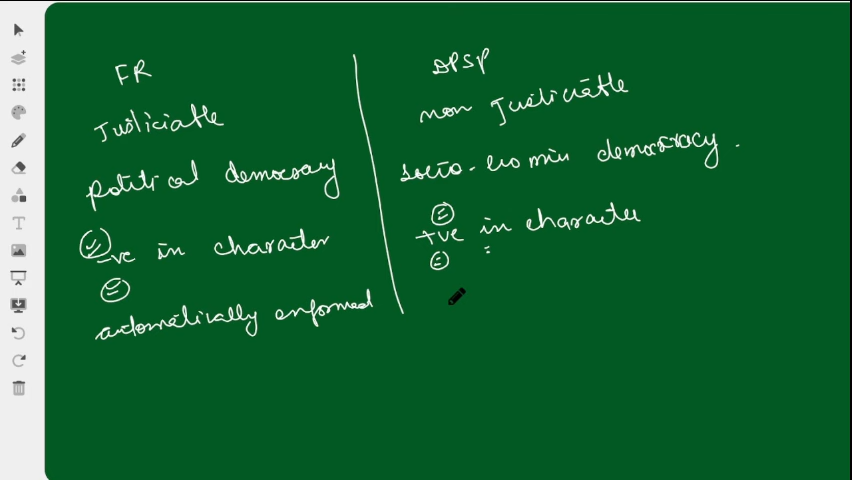 FR
Justiciable
political democracy
-ve in character
automatically enforced
DPSP
non Justiciable
socio-economic democracy.
+ve in character